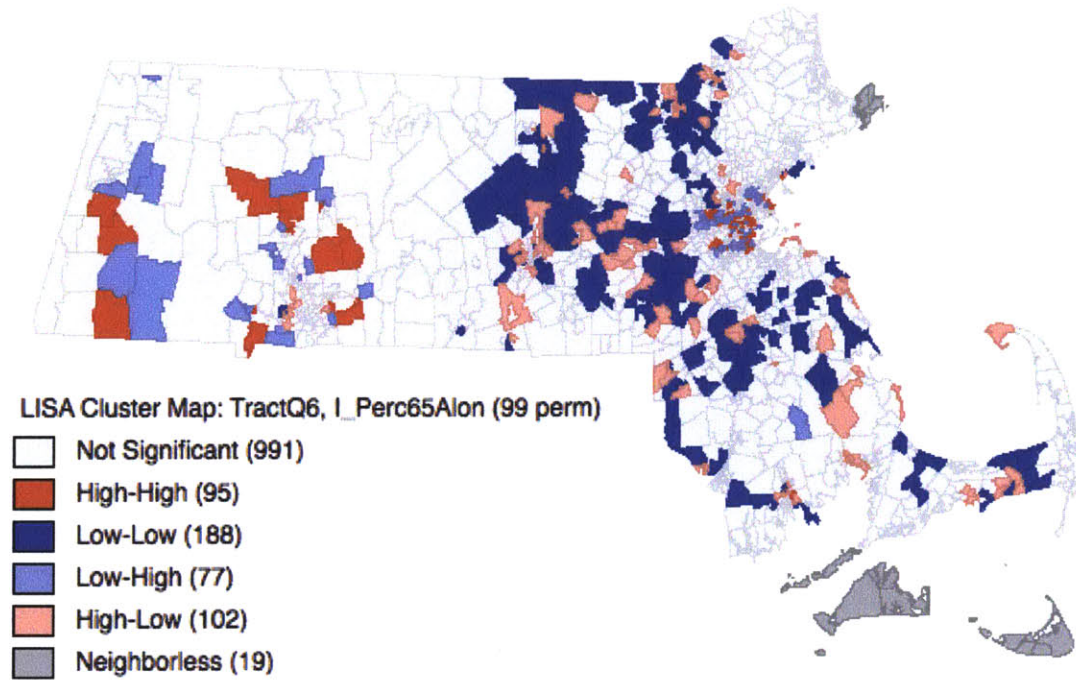 LISA Cluster Map: TractQ6, I_Perc65Alon (99 perm)
Not Significant (991)
High-High (95)
Low-Low (188)
Low-High (77)
High-Low (102)
Neighborless (19)